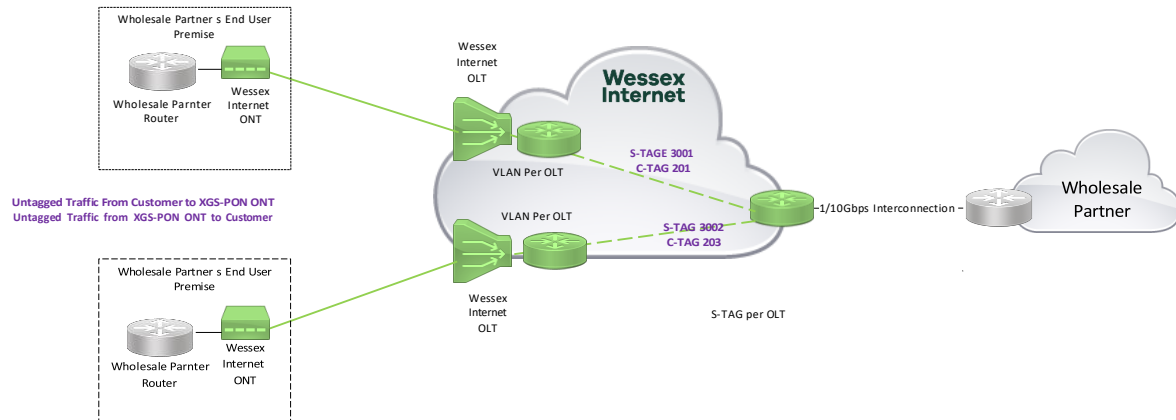 Wholesale Partner s End User
Premise
Wholesale Parnter
Router
Wessex
Internet
ONT
Wessex
Internet
OLT
Wessex
Internet
VLAN Per OLT
S-TAGE 3001
C-TAG 201
Untagged Traffic From Customer to XGS-PON ONT
Untagged Traffic from XGS-PON ONT to Customer
VLAN Per OLT
S-TAG 3002
C-TAG 203
1/10Gbps Interconnection
Wholesale
Partner
Wholesale Partner s End User
Premise
Wholesale Parnter
Router
Wessex
Internet
ONT
Wessex
Internet
OLT
S-TAG per OLT